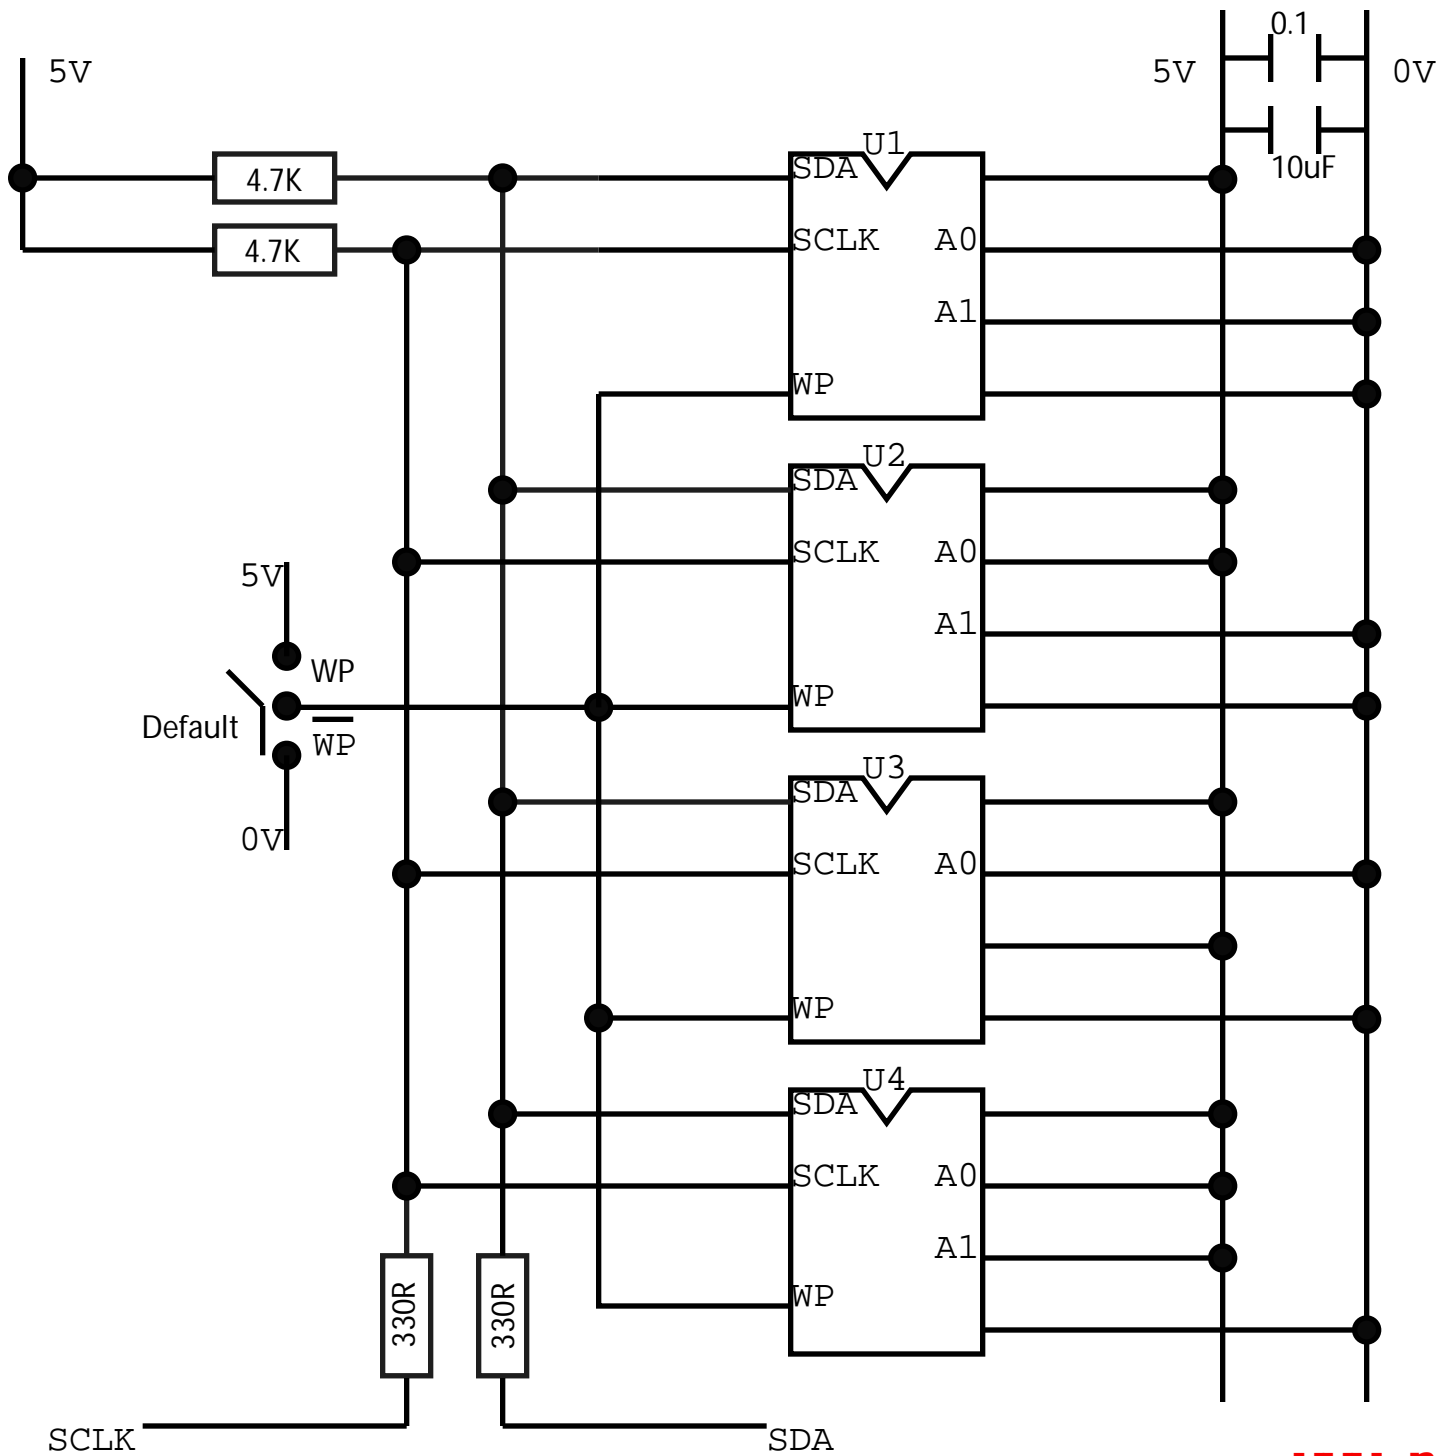 0.1
5V
5V
0V
10uF
4.7K
4.7K
U1
SDA
SCLK
A0
A1
WP
U2
SDA
SCLK
A0
A1
WP
5V
WP
Default
WP
0V
U3
SDA
SCLK
A0
WP
U4
SDA
SCLK
A0
A1
WP
330R
330R
SCLK
SDA